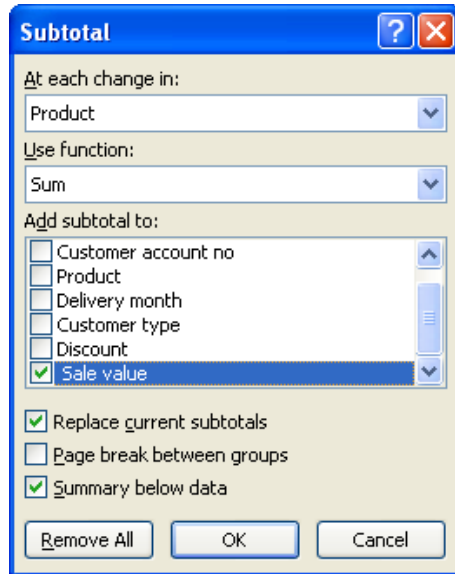 Subtotal
At each change in:
Product
Use function:
Sum
Add subtotal to:
Customer account no
Product
Delivery month
Customer type
Discount
Sale value
Replace current subtotals
Page break between groups
Summary below data
Remove All OK Cancel